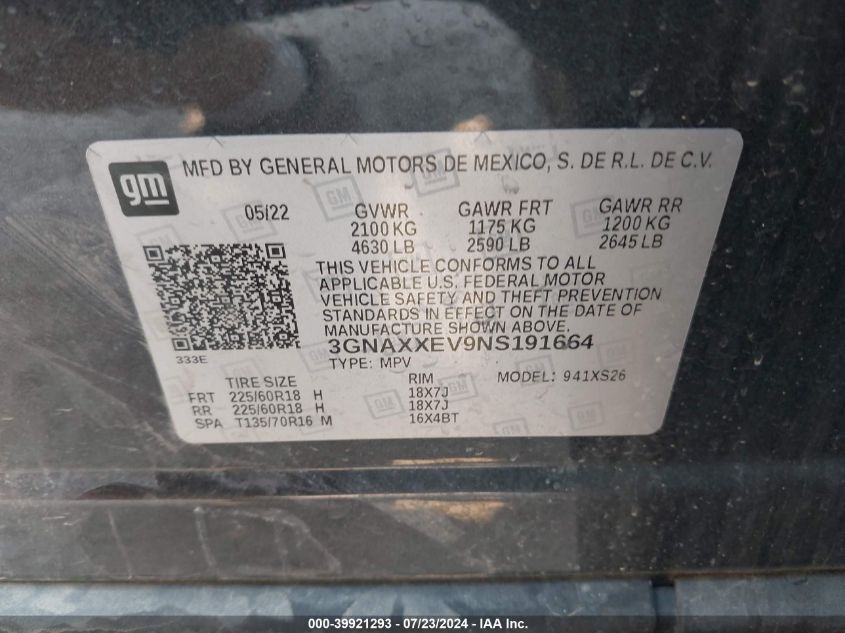 gm
MFD BY GENERAL MOTORS DE MEXICO, S. DE R.L. DE C.V.
05/22 GVWR GAWR FRT GAWR RR
2100 KG 1175 KG 1200 KG
4630 LB 2590 LB 2645 LB
THIS VEHICLE CONFORMS TO ALL
APPLICABLE U.S. FEDERAL MOTOR
VEHICLE SAFETY AND THEFT PREVENTION
STANDARDS IN EFFECT ON THE DATE OF
MANUFACTURE SHOWN ABOVE.
333E
3GNAXXEV9NS191664
TYPE: MPV
TIRE SIZE RIM MODEL: 941XS26
FRT 225/60R18 H 18X7J
RR 225/60R18 H 18X7J
SPA T135/70R16 M 16X4BT
000-39921293 - 07/23/2024 - IAA Inc.